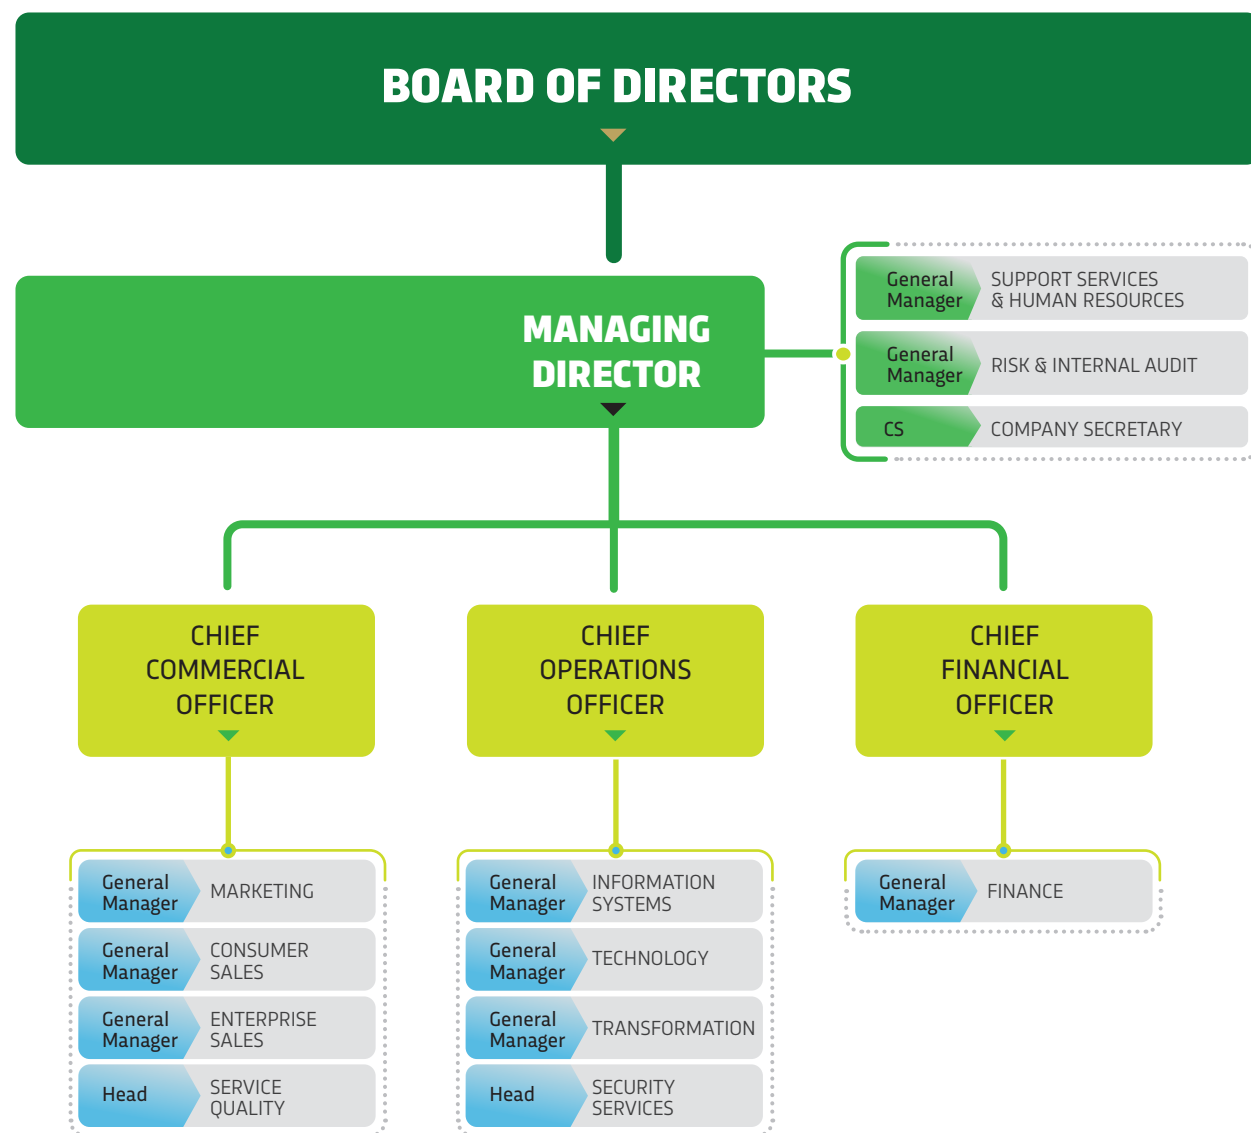 BOARD OF DIRECTORS
MANAGING
DIRECTOR
General
Manager
SUPPORT SERVICES
& HUMAN RESOURCES
General
Manager
RISK & INTERNAL AUDIT
CS
COMPANY SECRETARY
CHIEF
COMMERCIAL
OFFICER
CHIEF
OPERATIONS
OFFICER
CHIEF
FINANCIAL
OFFICER
General
Manager
MARKETING
General
Manager
CONSUMER
SALES
General
Manager
ENTERPRISE
SALES
Head
SERVICE
QUALITY
General
Manager
INFORMATION
SYSTEMS
General
Manager
TECHNOLOGY
General
Manager
TRANSFORMATION
Head
SECURITY
SERVICES
General
Manager
FINANCE